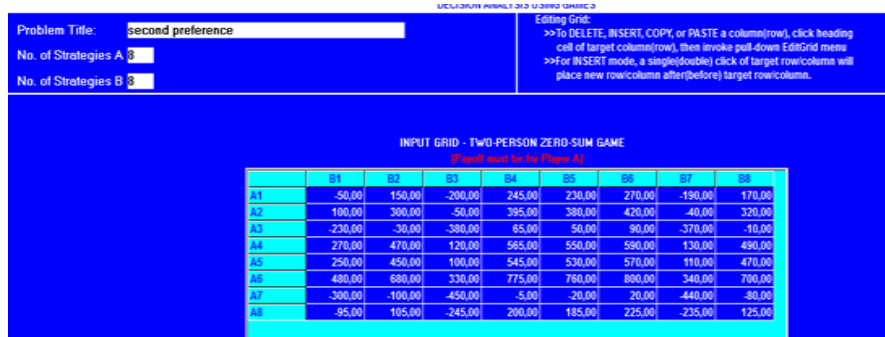 DECISION ANALYSIS USING GAMES
Problem Title: second preference
No. of Strategies A 8
No. of Strategies B 8
Editing Grid:
>>To DELETE, INSERT, COPY, or PASTE a column(row), click heading
cell of target column(row), then invoke pull-down EditGrid menu
>>For INSERT mode, a single(double) click of target row/column will
place new row/column after(before) target row/column.
INPUT GRID - TWO-PERSON ZERO-SUM GAME
(Payoff must be for Player A)
B1 B2 B3 B4 B5 B6 B7 B8
A1 -50,00 150,00 -200,00 245,00 230,00 270,00 -190,00 170,00
A2 100,00 300,00 -50,00 395,00 380,00 420,00 -40,00 320,00
A3 -230,00 -30,00 -380,00 65,00 50,00 90,00 -370,00 -10,00
A4 270,00 470,00 120,00 565,00 550,00 590,00 130,00 490,00
A5 250,00 450,00 100,00 545,00 530,00 570,00 110,00 470,00
A6 480,00 680,00 330,00 775,00 760,00 800,00 340,00 700,00
A7 -300,00 -100,00 -450,00 -5,00 -20,00 20,00 -440,00 -80,00
A8 -95,00 105,00 -245,00 200,00 185,00 225,00 -235,00 125,00